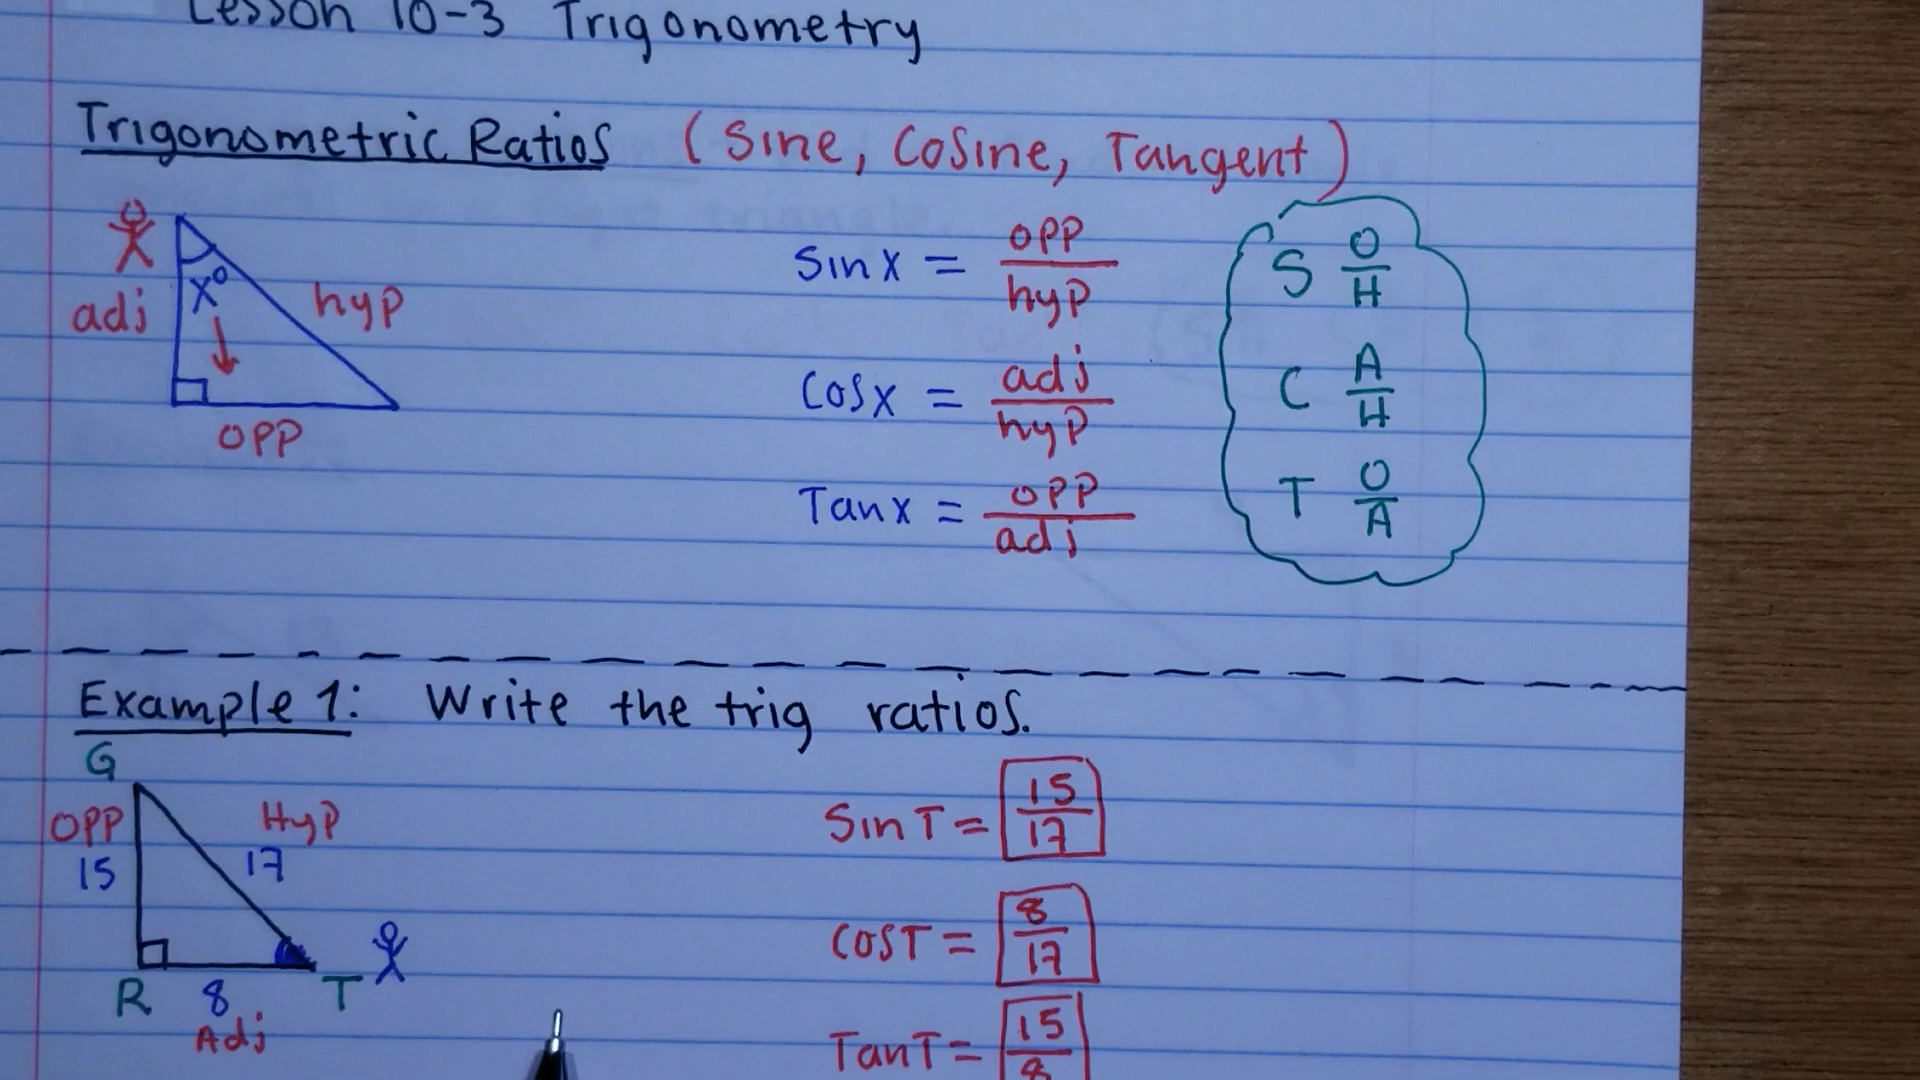 Lesson 10-3 Trigonometry
Trigonometric Ratios (Sine, Cosine, Tangent)
adj
x°
hyp
opp
Sin x = opp/hyp
Cos x = adj/hyp
Tan x = opp/adj
S O/H
C A/H
T O/A
Example 1: Write the trig ratios.
G
OPP
15
Hyp
17
R
8
T
Adj
Sin T = 15/17
Cos T = 8/17
Tan T = 15/8